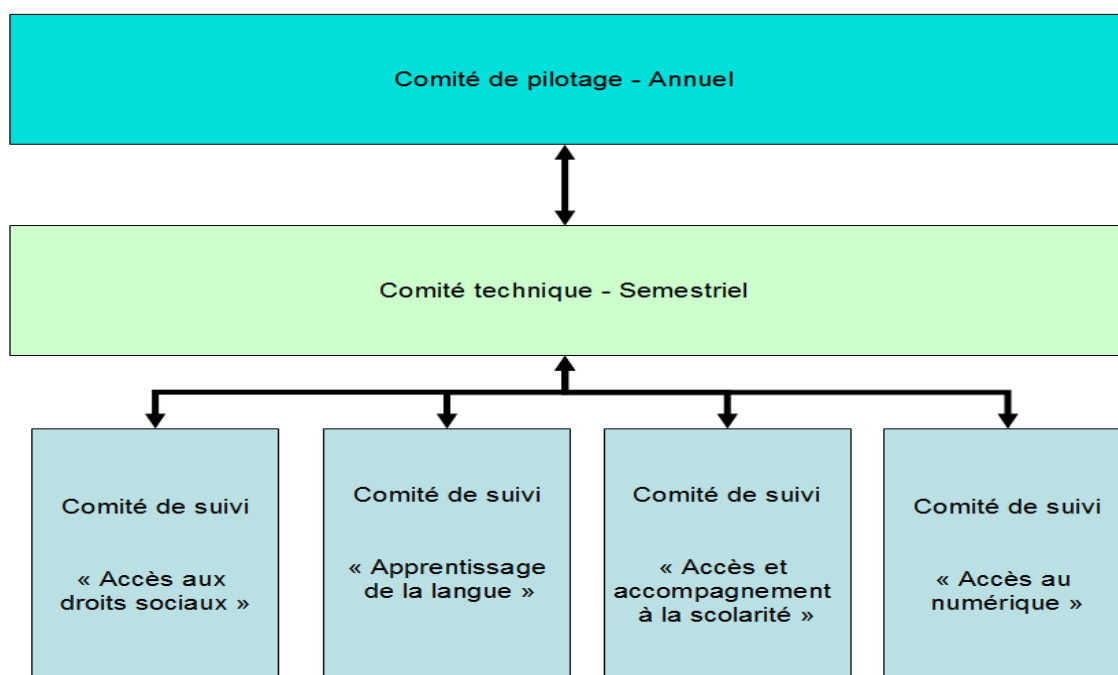 Comité de pilotage - Annuel
Comité technique - Semestriel
Comité de suivi
« Accès aux
droits sociaux »
Comité de suivi
« Apprentissage
de la langue »
Comité de suivi
« Accès et
accompagnement
à la scolarité »
Comité de suivi
« Accès au
numérique »